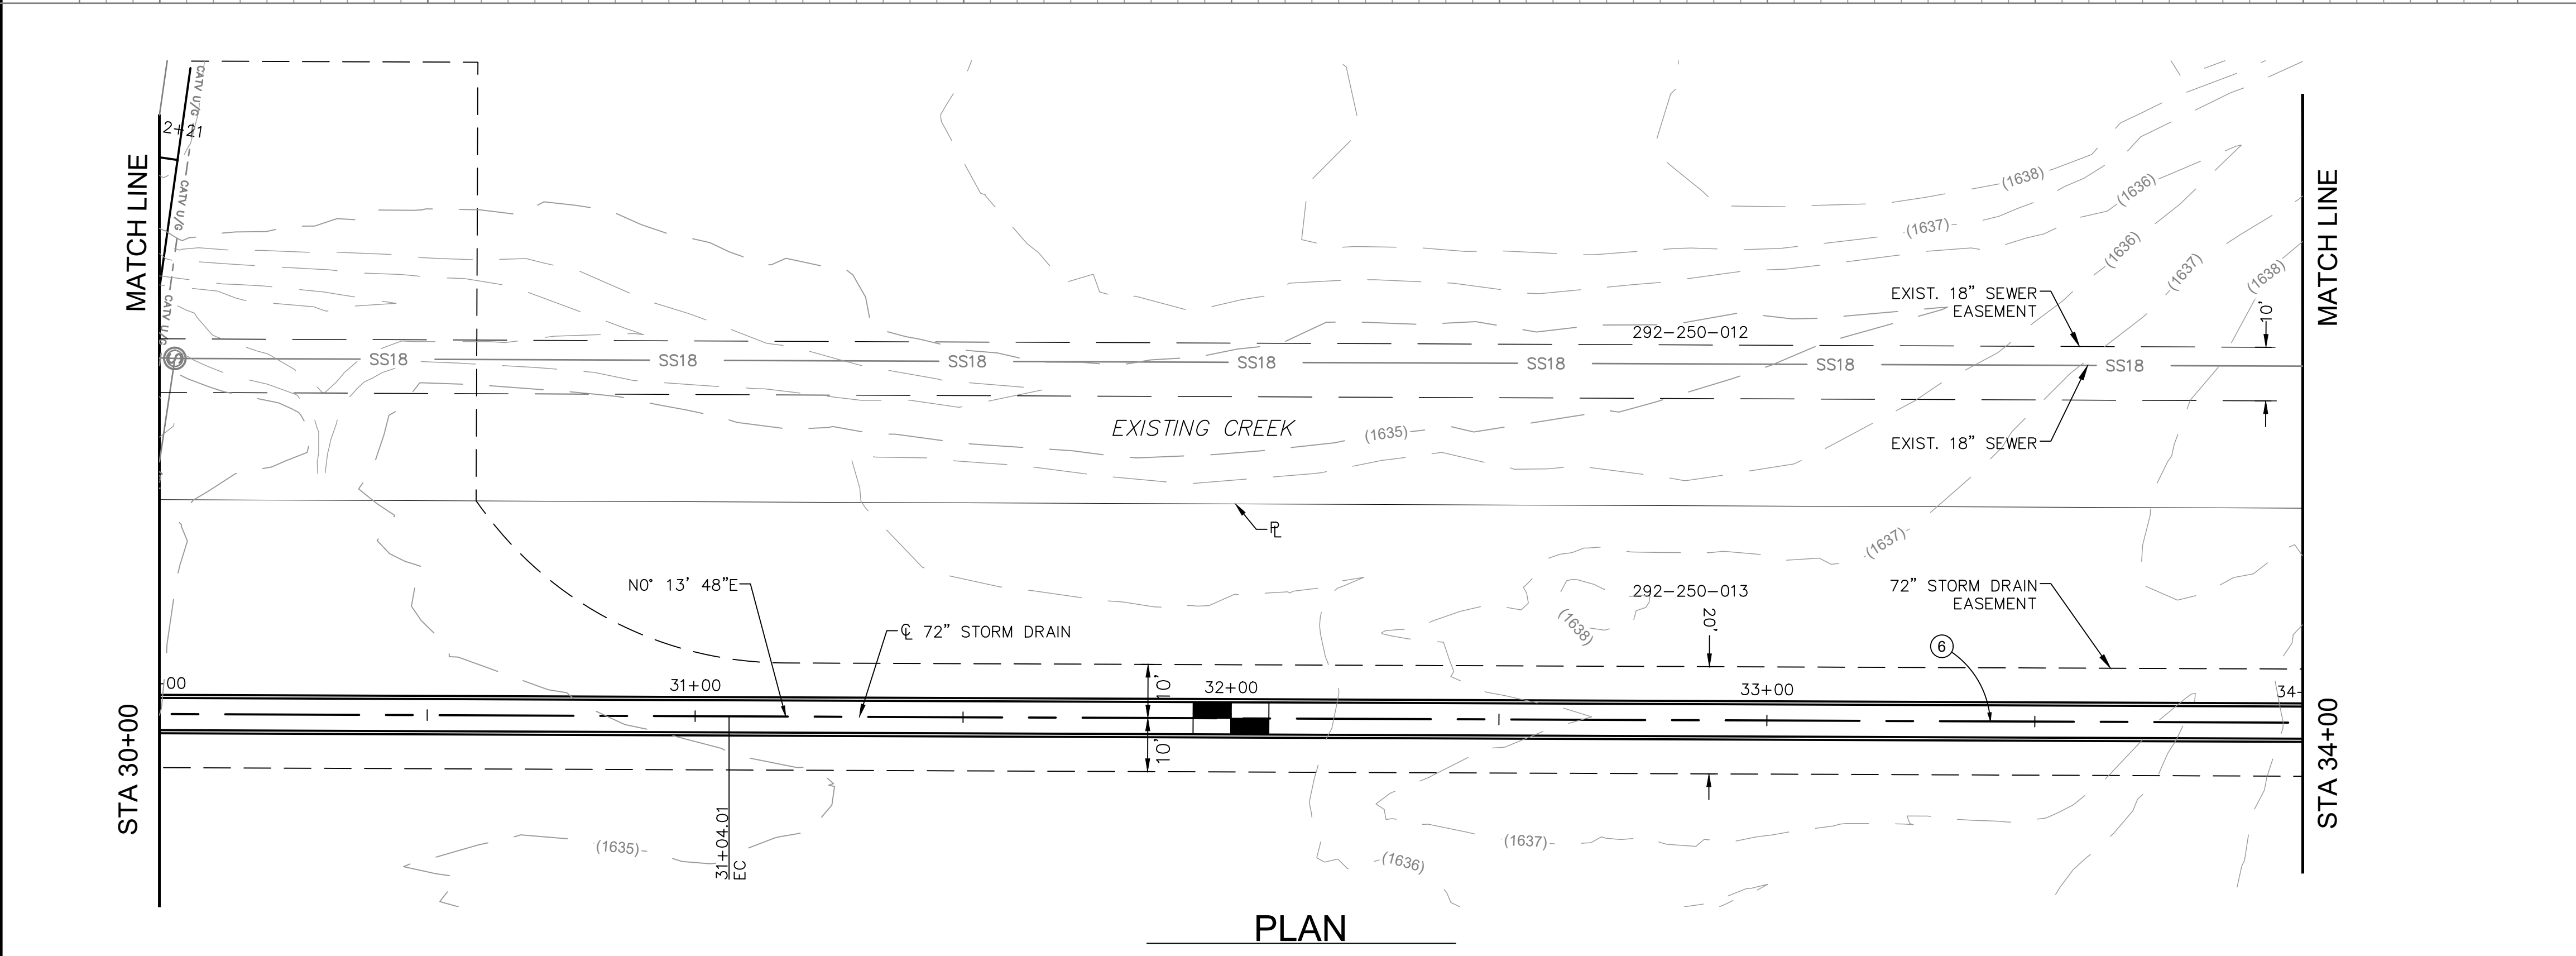 CATV U/G
2+21
CATV U/G
CATV U/G
MATCH LINE
MATCH LINE
(1638)
(1636)
(1637)
(1636)
(1637)
(1638)
EXIST. 18" SEWER
EASEMENT
10'
292-250-012
S
SS18
SS18
SS18
SS18
SS18
SS18
SS18
EXISTING CREEK
(1635)
EXIST. 18" SEWER
PL
(1637)
N0° 13' 48"E
292-250-013
72" STORM DRAIN
EASEMENT
(1638)
20'
CL 72" STORM DRAIN
6
+00
31+00
10'
32+00
33+00
34-
10'
STA 30+00
STA 34+00
31+04.01
EC
(1635)
(1637)
(1636)
PLAN